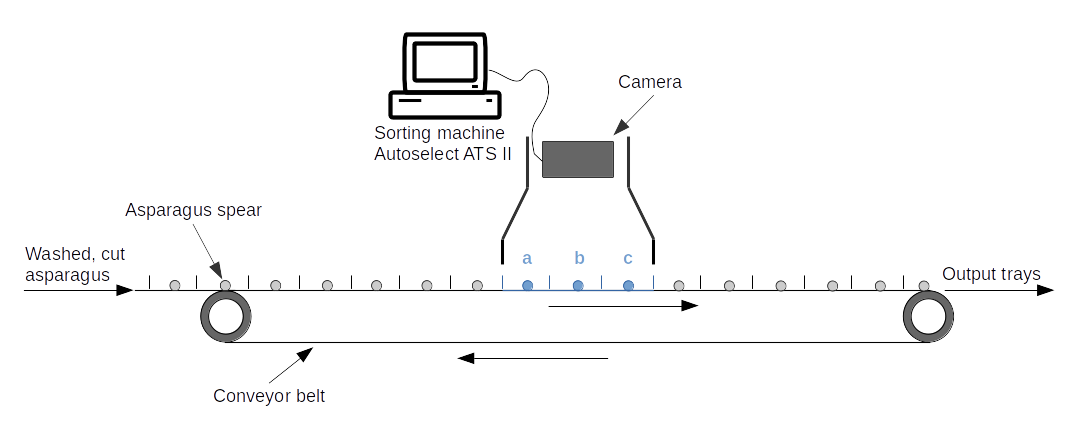 Camera
Sorting machine
Autoselect ATS II
Asparagus spear
Washed, cut
asparagus
a b c
Output trays
Conveyor belt